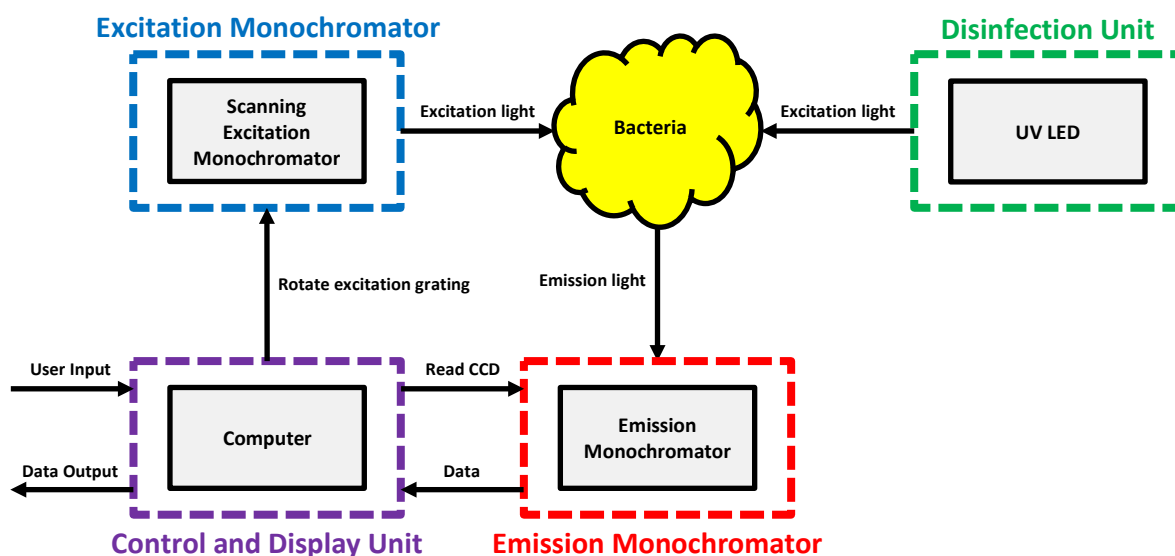 Excitation Monochromator
Disinfection Unit
Scanning
Excitation
Monochromator
Excitation light
Bacteria
Excitation light
UV LED
Rotate excitation grating
Emission light
User Input
Read CCD
Computer
Emission
Monochromator
Data Output
Data
Control and Display Unit
Emission Monochromator